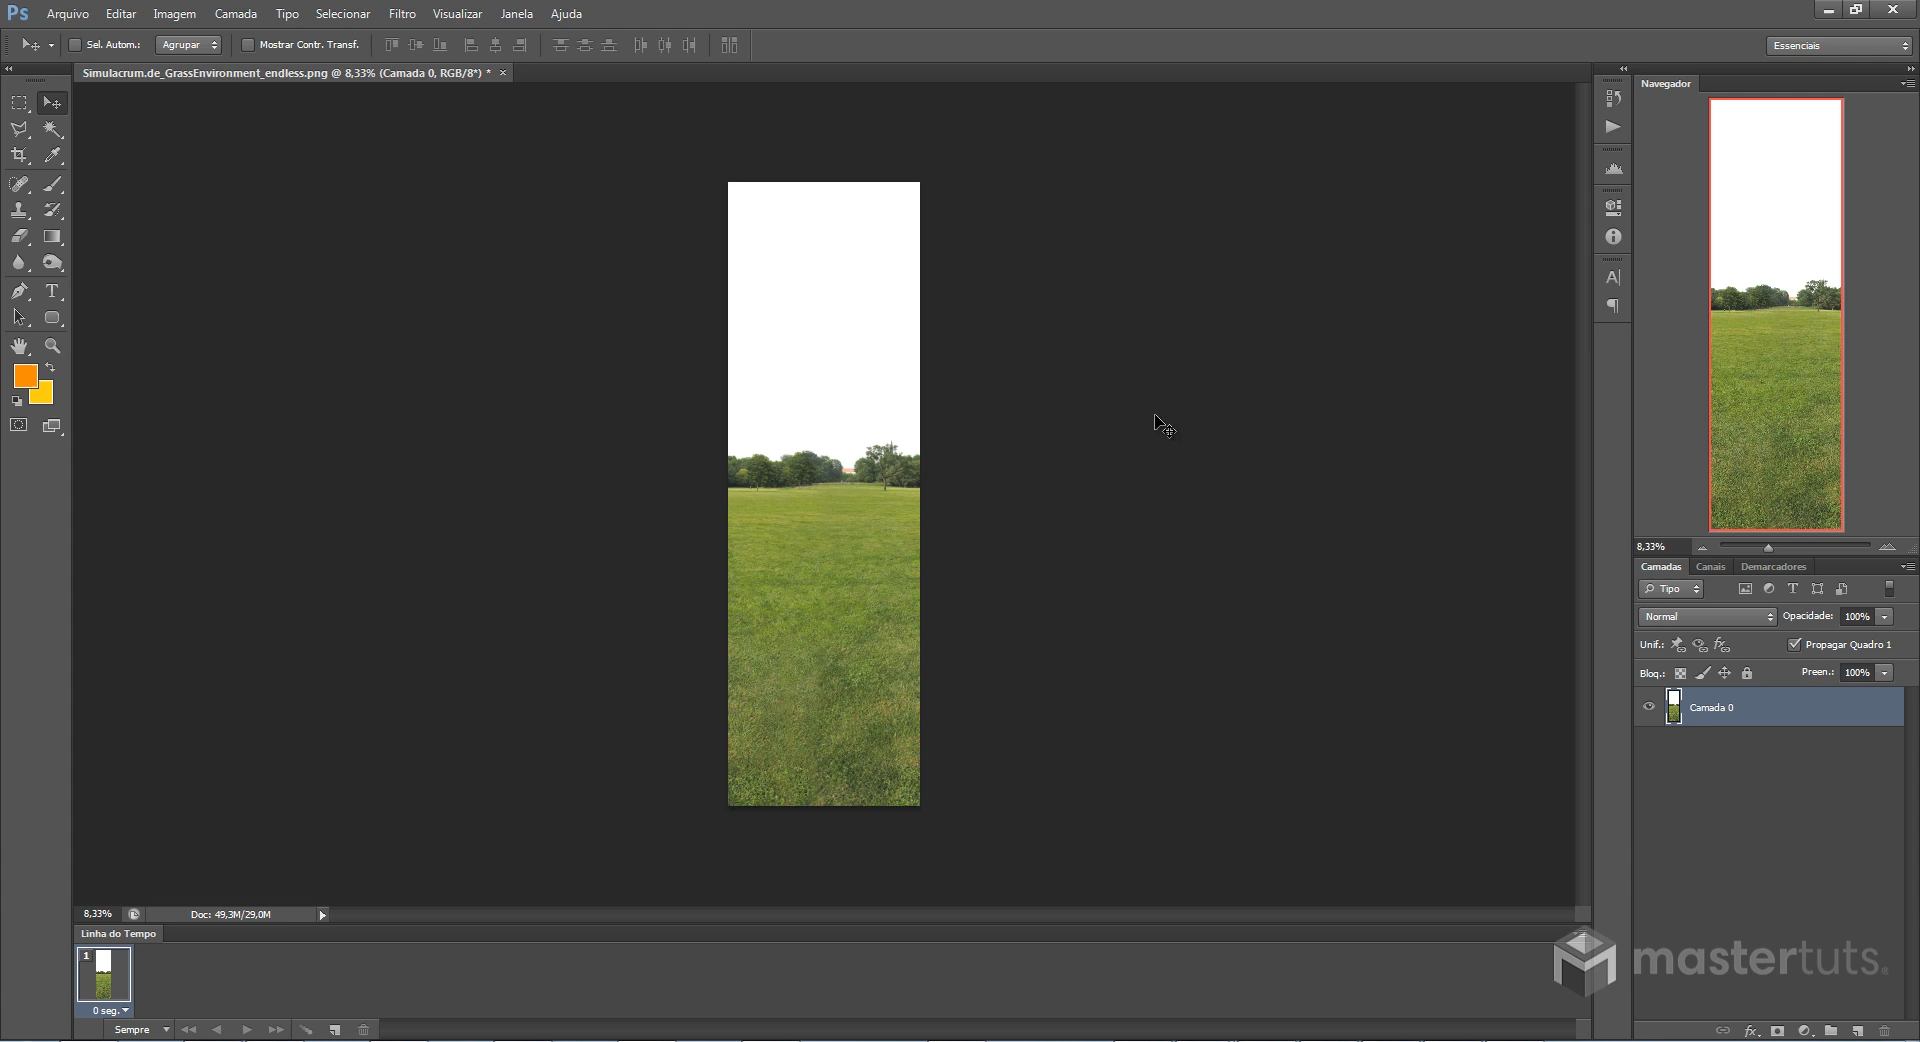 Ps Arquivo Editar Imagem Camada Tipo Selecionar Filtro Visualizar Janela Ajuda
Sel. Autom.: Agrupar Mostrar Contr. Transf. Essenciais
Simulacrum.de_GrassEnvironment_endless.png @ 8,33% (Camada 0, RGB/8*) * ×
Navegador
8,33%
Camadas Canais Demarcadores
Tipo
Normal Opacidade: 100%
Unif.: Propagar Quadro 1
Bloq.: Preen.: 100%
Camada 0
8,33% Doc: 49,3M/29,0M
Linha do Tempo
1
0 seg.
Sempre
mastertuts.